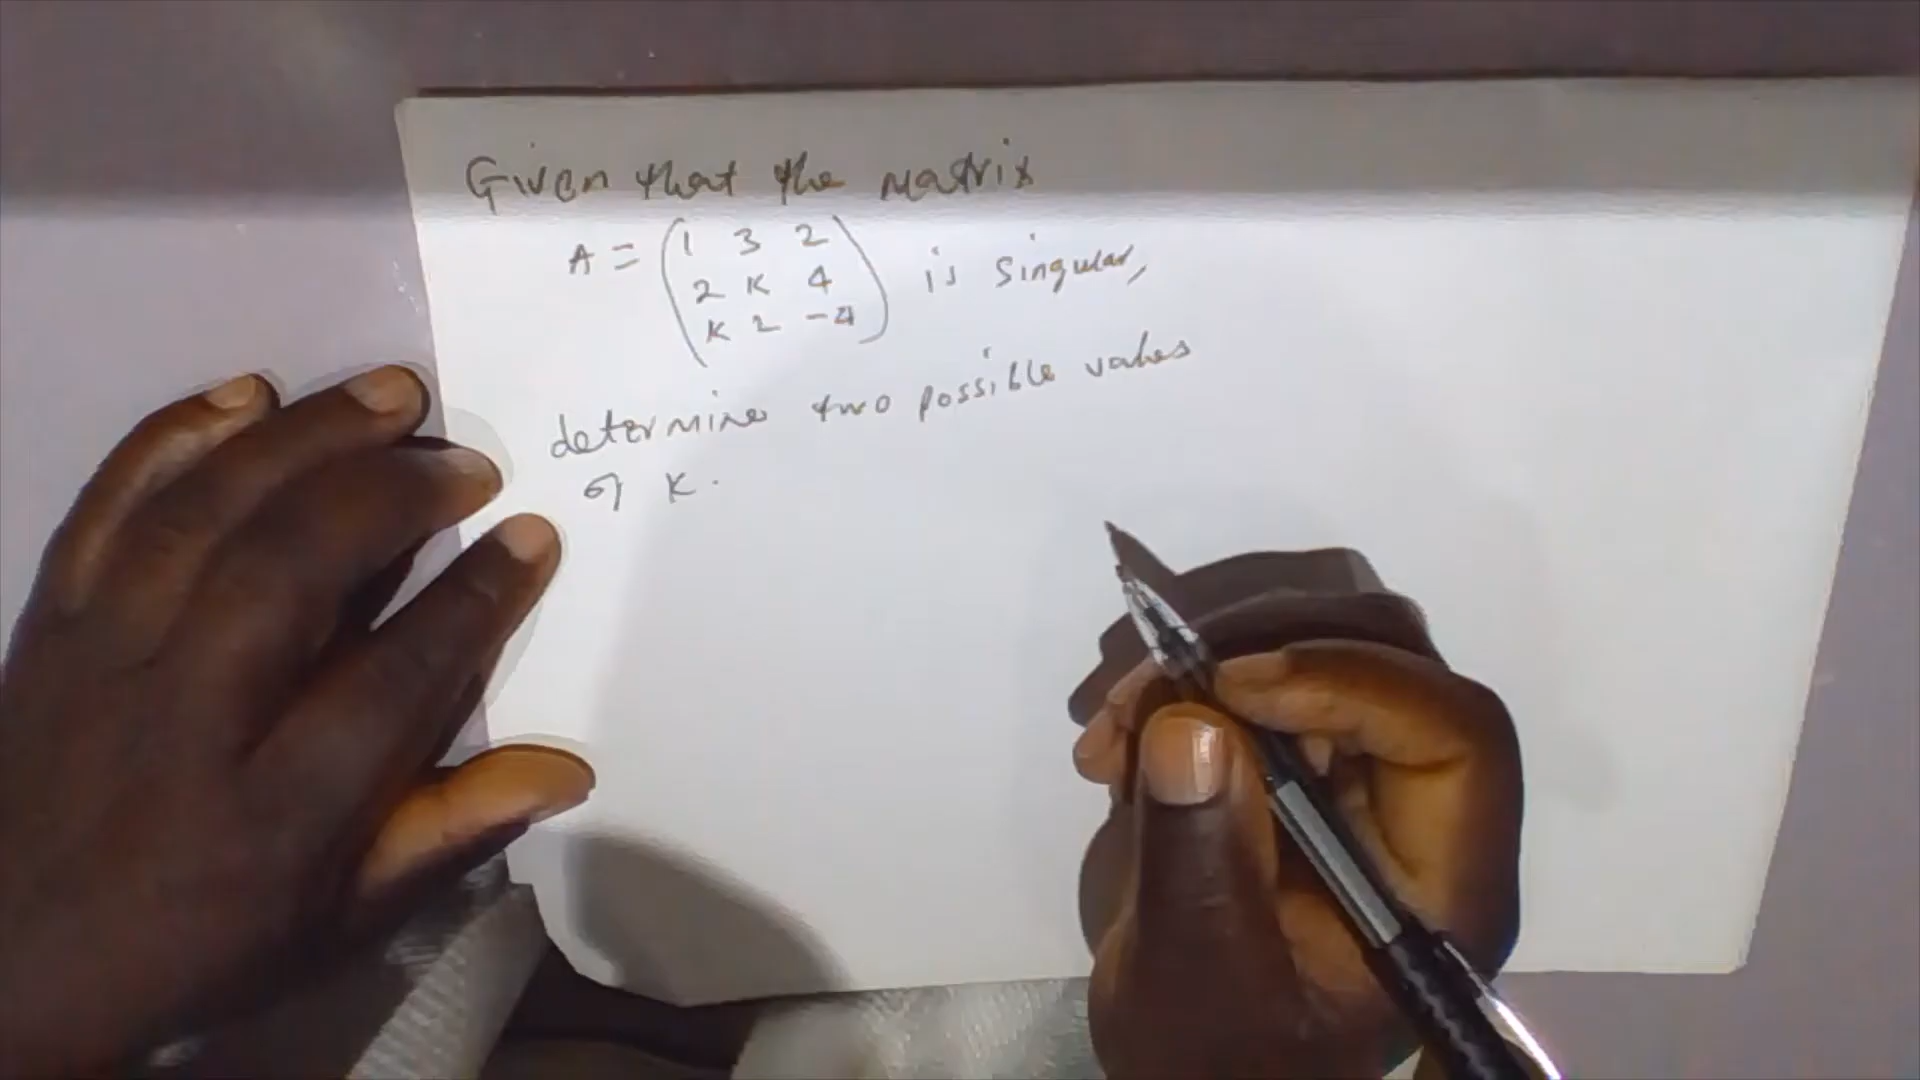 Given that the matrix
A = (1 3 2
2 K 4
K 2 -4) is singular,
determine two possible values
of K.